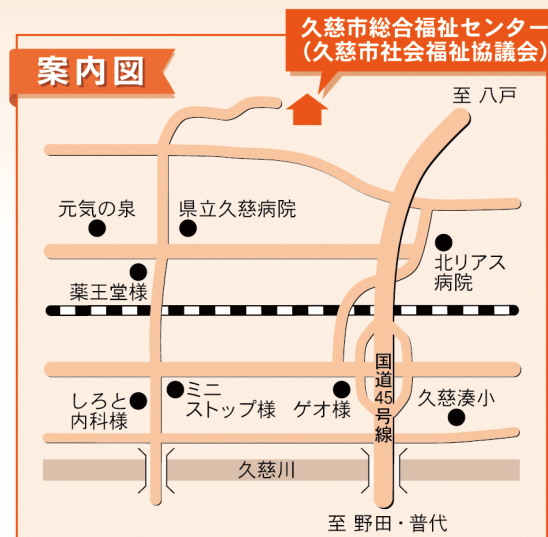 久慈市総合福祉センター
（久慈市社会福祉協議会）
案内図
至 八戸
元気の泉
県立久慈病院
北リアス
病院
薬王堂様
国道45号線
ミニ
ストップ様
ゲオ様
しろと
内科様
久慈湊小
久慈川
至 野田・普代